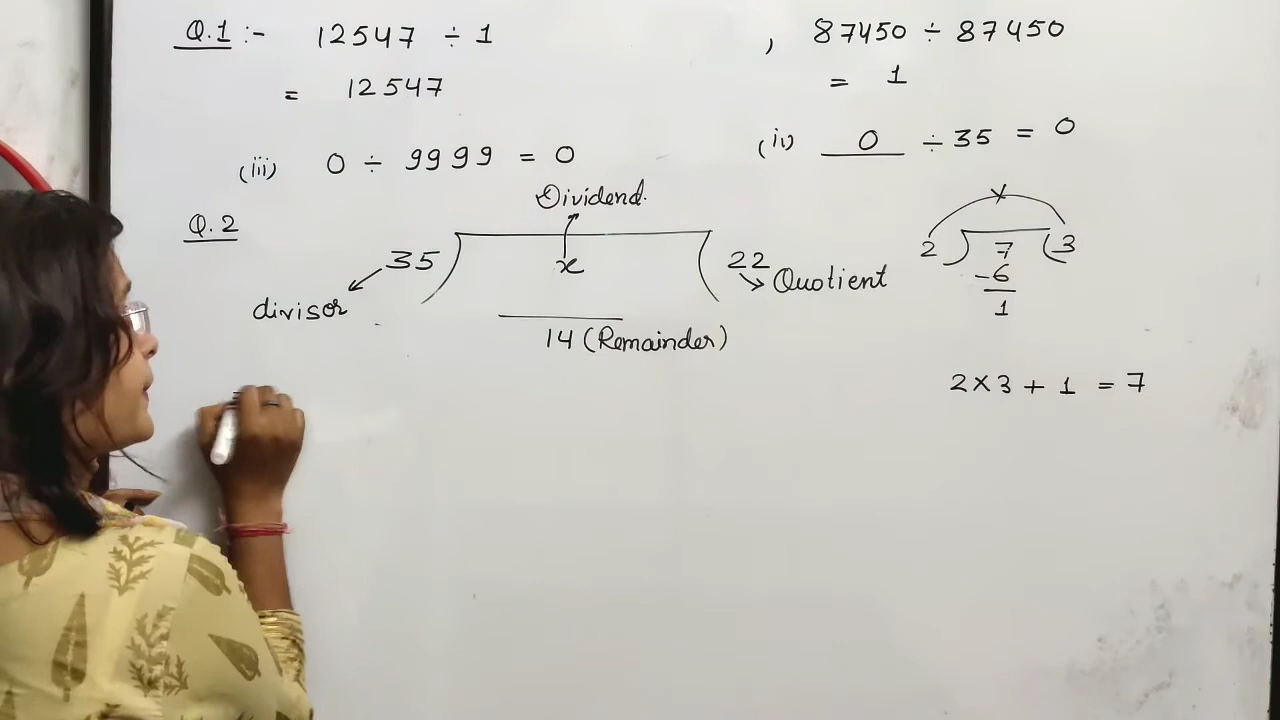 Q.1 :- 12547 ÷ 1 , 87450 ÷ 87450
= 12547 = 1
(iii) 0 ÷ 9999 = 0 (iv) 0 ÷ 35 = 0
Q.2
Dividend.
35 x 22
divisor Quotient
14 (Remainder)
×
2 7 3
-6
1
2×3 + 1 = 7